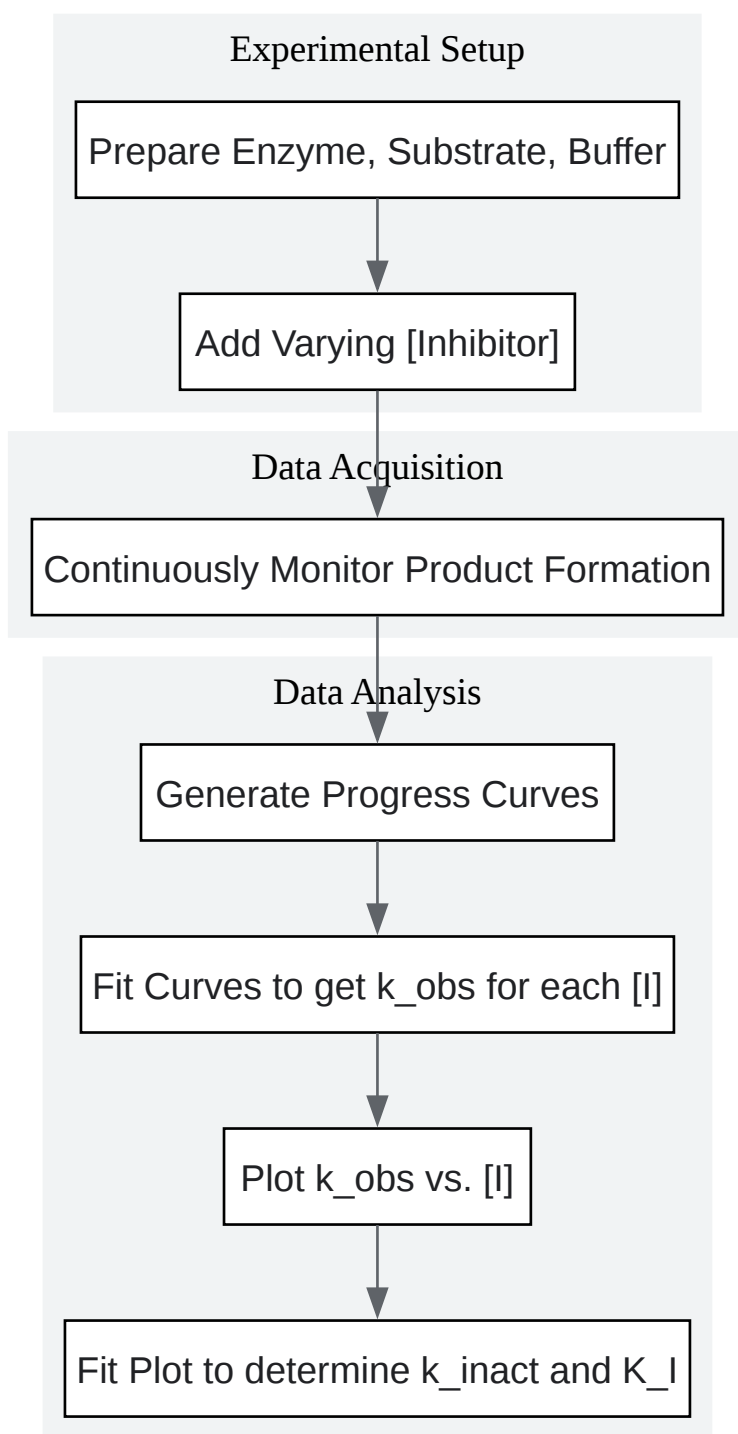 Experimental Setup
Prepare Enzyme, Substrate, Buffer
Add Varying [Inhibitor]
Data Acquisition
Continuously Monitor Product Formation
Data Analysis
Generate Progress Curves
Fit Curves to get k_obs for each [I]
Plot k_obs vs. [I]
Fit Plot to determine k_inact and K_I